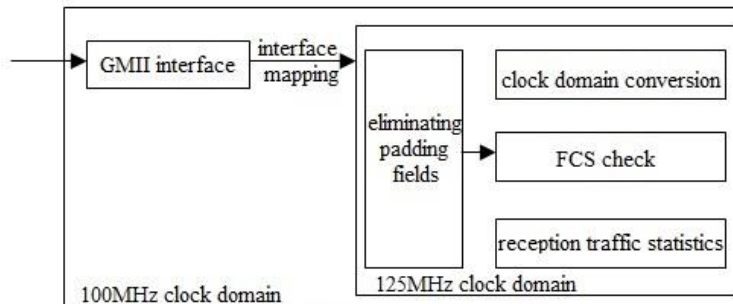 GMII interface
interface
mapping
eliminating
padding
fields
clock domain conversion
FCS check
reception traffic statistics
125MHz clock domain
100MHz clock domain